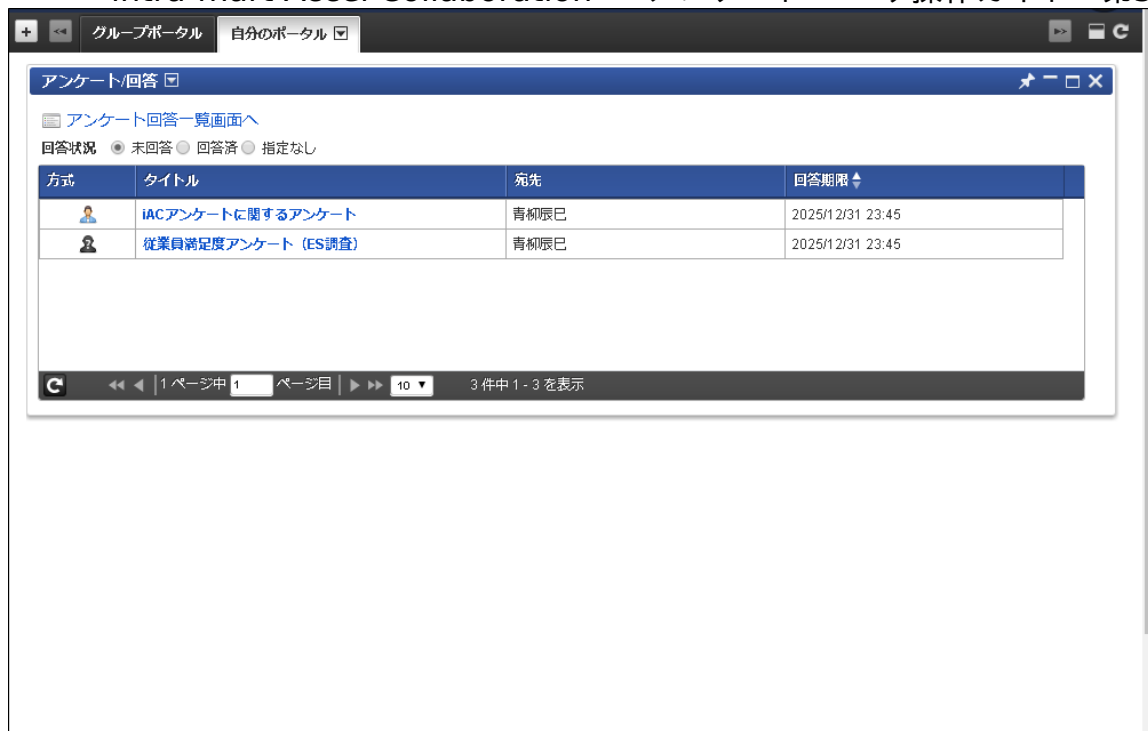 intra-mart Accel Collaboration
グループポータル 自分のポータル
アンケート/回答
アンケート回答一覧画面へ
回答状況 未回答 回答済 指定なし
方式 タイトル 宛先 回答期限
iACアンケートに関するアンケート 青柳辰巳 2025/12/31 23:45
従業員満足度アンケート（ES調査） 青柳辰巳 2025/12/31 23:45
1 ページ中 1 ページ目 10 3 件中 1 - 3 を表示